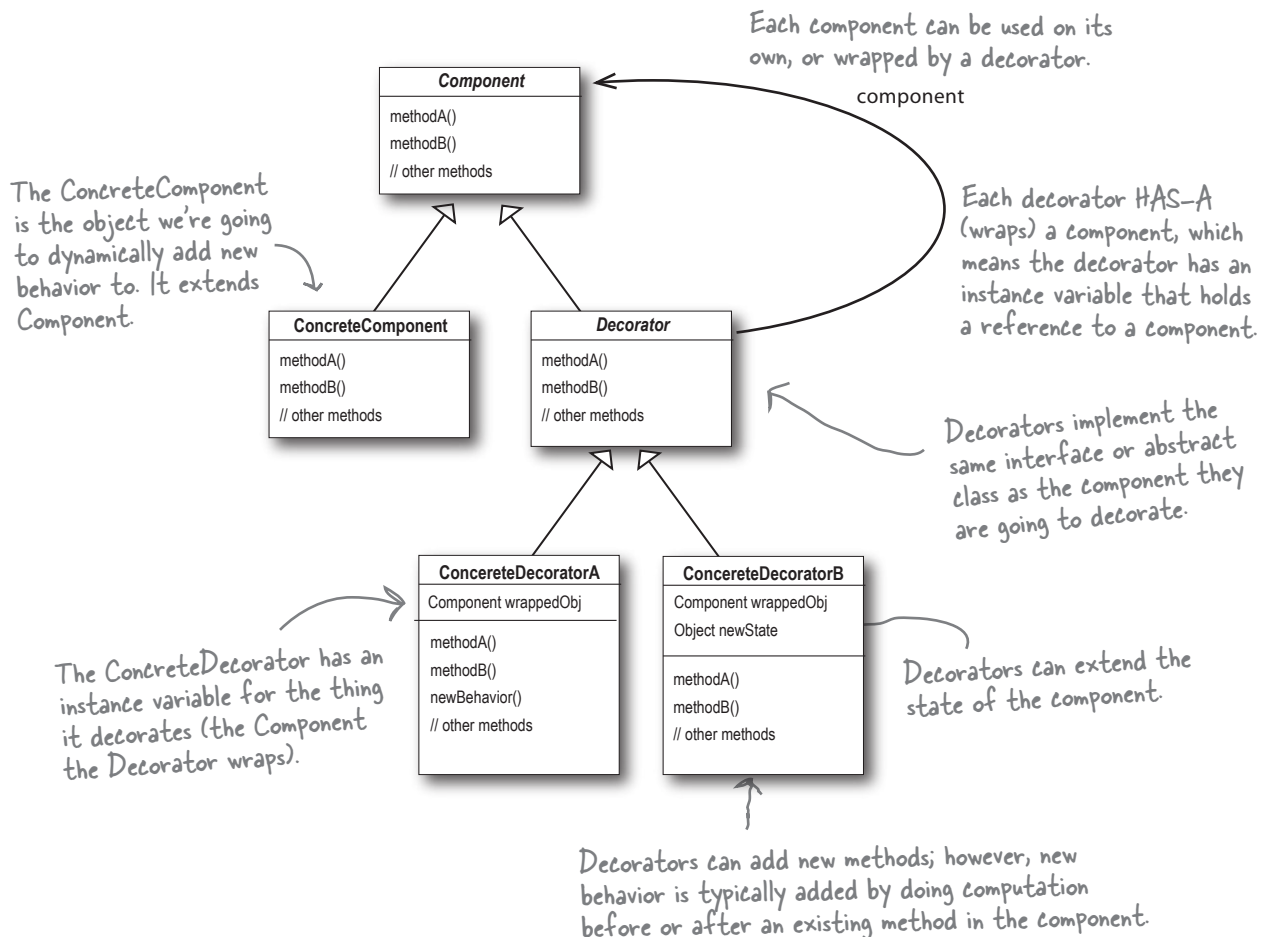 Each component can be used on its
own, or wrapped by a decorator.
component
Component
methodA()
methodB()
// other methods
The ConcreteComponent
is the object we're going
to dynamically add new
behavior to. It extends
Component.
Each decorator HAS-A
(wraps) a component, which
means the decorator has an
instance variable that holds
a reference to a component.
ConcreteComponent
methodA()
methodB()
// other methods
Decorator
methodA()
methodB()
// other methods
Decorators implement the
same interface or abstract
class as the component they
are going to decorate.
ConcereteDecoratorA
Component wrappedObj
methodA()
methodB()
newBehavior()
// other methods
ConcereteDecoratorB
Component wrappedObj
Object newState
methodA()
methodB()
// other methods
The ConcreteDecorator has an
instance variable for the thing
it decorates (the Component
the Decorator wraps).
Decorators can extend the
state of the component.
Decorators can add new methods; however, new
behavior is typically added by doing computation
before or after an existing method in the component.